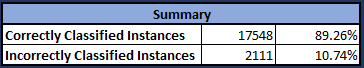 Summary
Correctly Classified Instances 17548 89.26%
Incorrectly Classified Instances 2111 10.74%